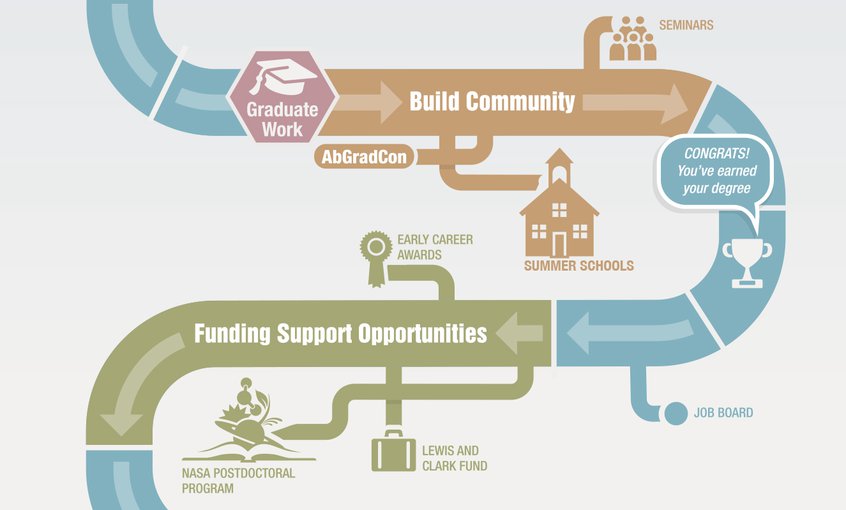 SEMINARS
Graduate
Work
Build Community
AbGradCon
CONGRATS!
You've earned
your degree
SUMMER SCHOOLS
EARLY CAREER
AWARDS
Funding Support Opportunities
JOB BOARD
LEWIS AND
CLARK FUND
NASA POSTDOCTORAL
PROGRAM